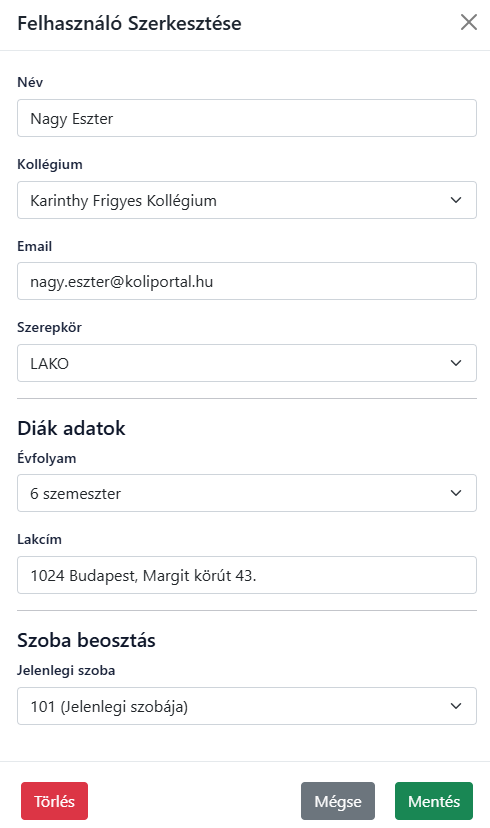 Felhasználó Szerkesztése
Név
Nagy Eszter
Kollégium
Karinthy Frigyes Kollégium
Email
nagy.eszter@koliportal.hu
Szerepkör
LAKO
Diák adatok
Évfolyam
6 szemeszter
Lakcím
1024 Budapest, Margit körút 43.
Szoba beosztás
Jelenlegi szoba
101 (Jelenlegi szobája)
Törlés Mégse Mentés